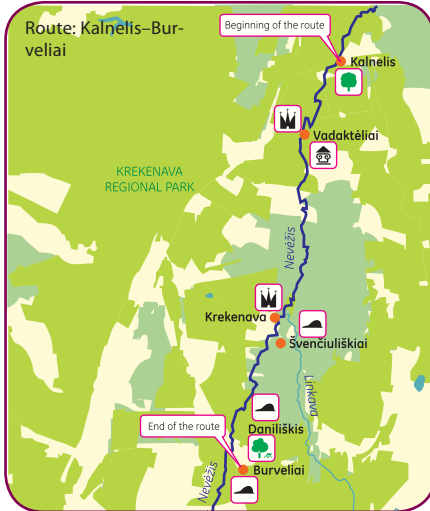 Route: Kalnelis–Bur-
veliai
Beginning of the route
Kalnelis
Vadaktėliai
KREKENAVA
REGIONAL PARK
Nevėžis
Krekenava
Švenčiuliškiai
Linkava
Daniliškis
End of the route
Burveliai
Nevėžis